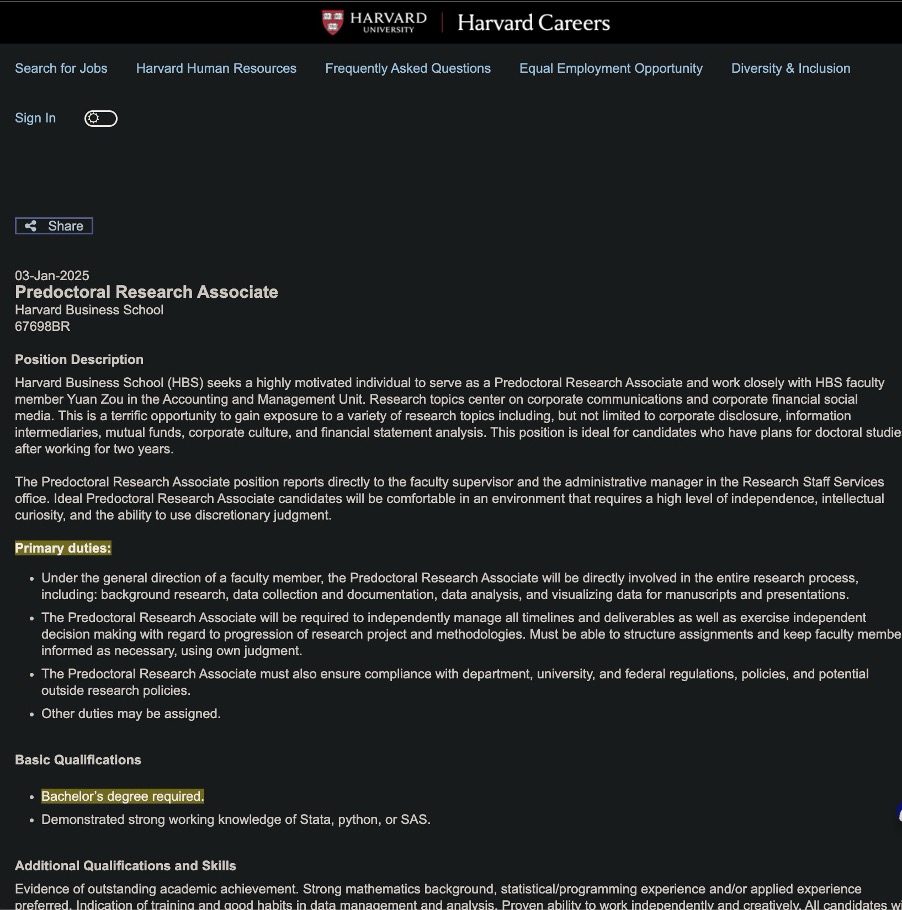 HARVARD
UNIVERSITY
Harvard Careers
Search for Jobs
Harvard Human Resources
Frequently Asked Questions
Equal Employment Opportunity
Diversity & Inclusion
Sign In
Share
03-Jan-2025
Predoctoral Research Associate
Harvard Business School
67698BR
Position Description
Harvard Business School (HBS) seeks a highly motivated individual to serve as a Predoctoral Research Associate and work closely with HBS faculty
member Yuan Zou in the Accounting and Management Unit. Research topics center on corporate communications and corporate financial social
media. This is a terrific opportunity to gain exposure to a variety of research topics including, but not limited to corporate disclosure, information
intermediaries, mutual funds, corporate culture, and financial statement analysis. This position is ideal for candidates who have plans for doctoral studie
after working for two years.
The Predoctoral Research Associate position reports directly to the faculty supervisor and the administrative manager in the Research Staff Services
office. Ideal Predoctoral Research Associate candidates will be comfortable in an environment that requires a high level of independence, intellectual
curiosity, and the ability to use discretionary judgment.
Primary duties:
• Under the general direction of a faculty member, the Predoctoral Research Associate will be directly involved in the entire research process,
including: background research, data collection and documentation, data analysis, and visualizing data for manuscripts and presentations.
• The Predoctoral Research Associate will be required to independently manage all timelines and deliverables as well as exercise independent
decision making with regard to progression of research project and methodologies. Must be able to structure assignments and keep faculty membe
informed as necessary, using own judgment.
• The Predoctoral Research Associate must also ensure compliance with department, university, and federal regulations, policies, and potential
outside research policies.
• Other duties may be assigned.
Basic Qualifications
• Bachelor's degree required.
• Demonstrated strong working knowledge of Stata, python, or SAS.
Additional Qualifications and Skills
Evidence of outstanding academic achievement. Strong mathematics background, statistical/programming experience and/or applied experience
preferred. Indication of training and good habits in data management and analysis. Proven ability to work independently and creatively. All candidates wi